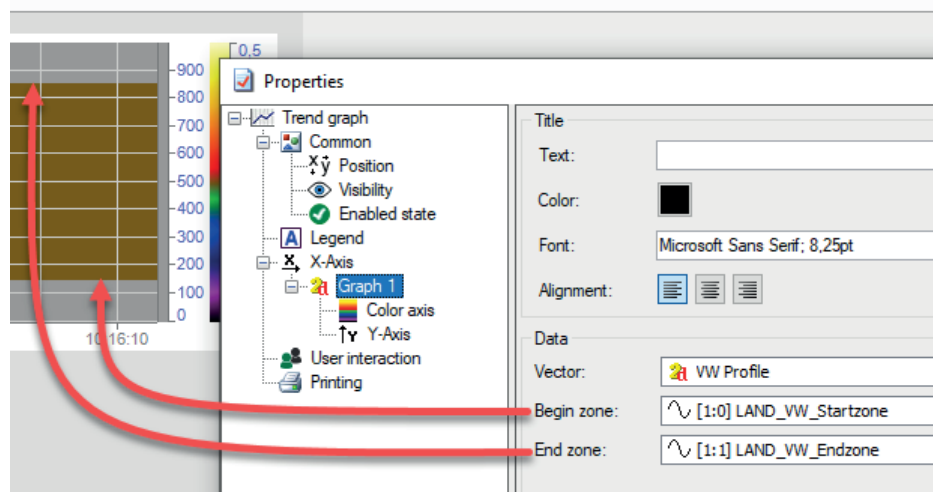 0,5
900
800
700
600
500
400
300
200
100
0
10:16:10
Properties
Trend graph
Common
Position
Visibility
Enabled state
Legend
X-Axis
Graph 1
Color axis
Y-Axis
User interaction
Printing
Title
Text:
Color:
Font: Microsoft Sans Serif; 8,25pt
Alignment:
Data
Vector: VW Profile
Begin zone: [1:0] LAND_VW_Startzone
End zone: [1:1] LAND_VW_Endzone